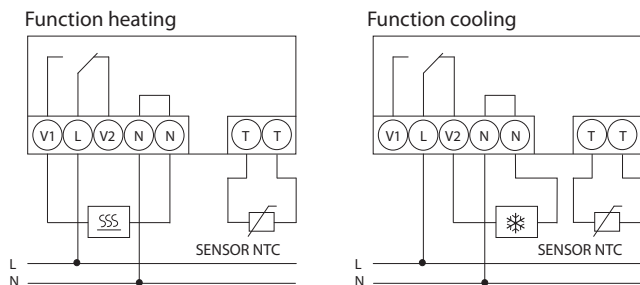 Function heating
V1 L V2 N N T T
SENSOR NTC
L
N
Function cooling
V1 L V2 N N T T
SENSOR NTC
L
N